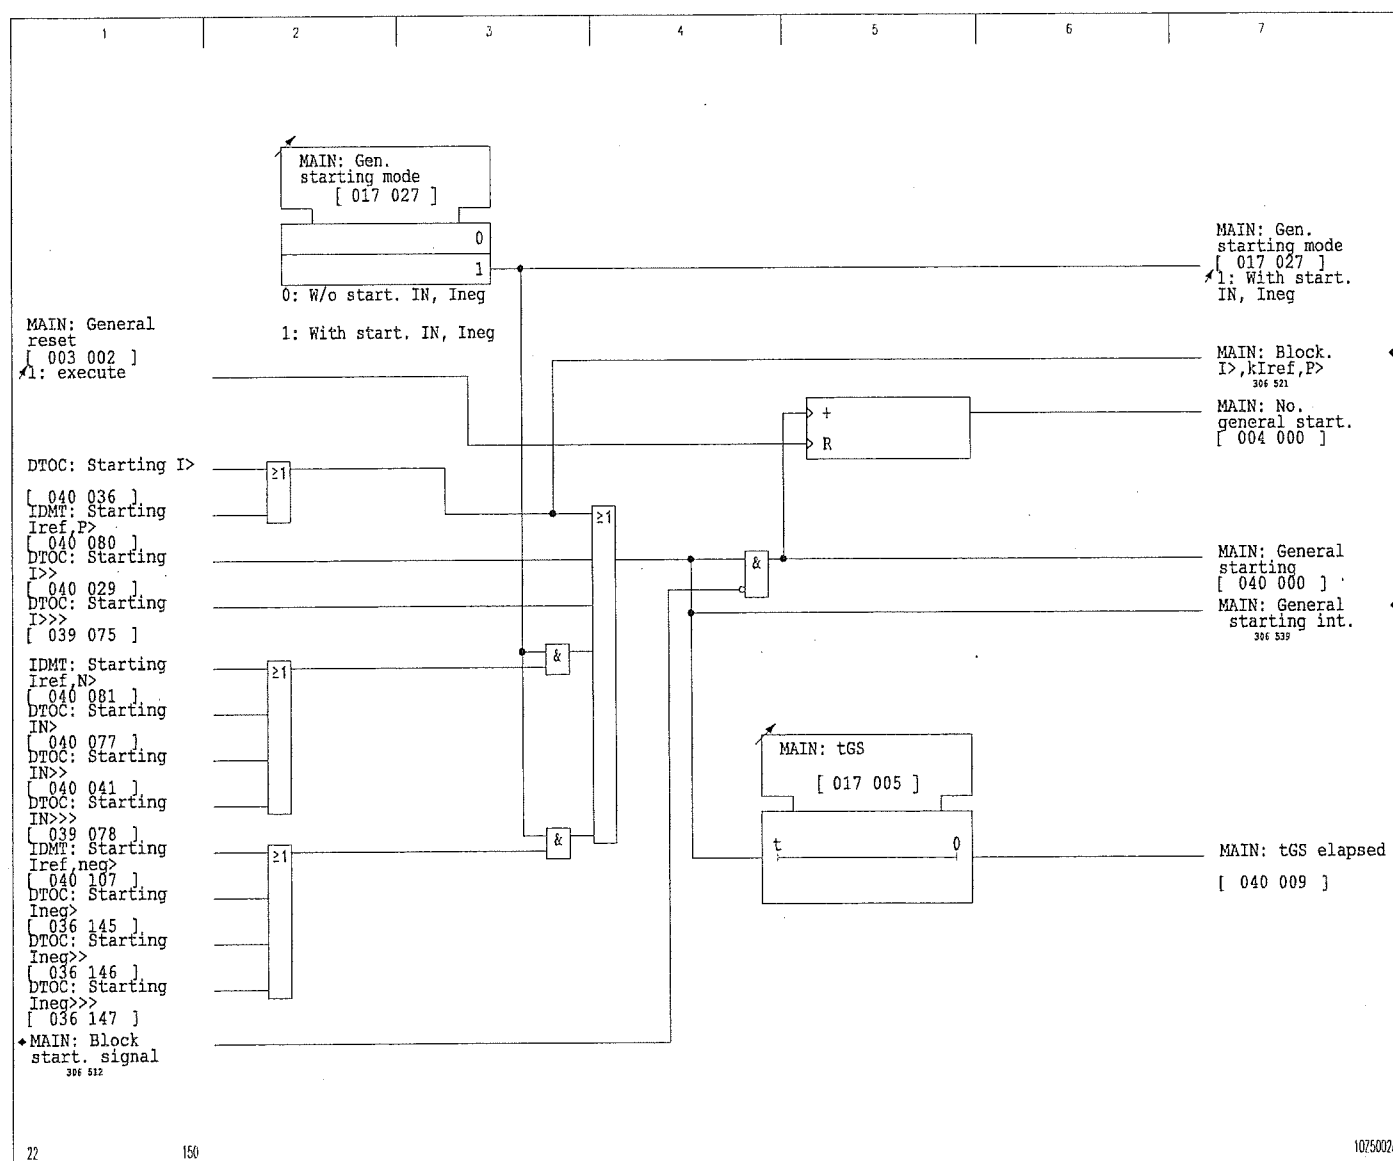 1 2 3 4 5 6 7
MAIN: Gen.
starting mode
[ 017 027 ]
0
1
0: W/o start. IN, Ineg
1: With start. IN, Ineg
MAIN: General
reset
[ 003 002 ]
1: execute
DTOC: Starting I>
[ 040 036 ]
IDMT: Starting
Iref,P>
[ 040 080 ]
DTOC: Starting
I>>
[ 040 029 ]
DTOC: Starting
I>>>
[ 039 075 ]
IDMT: Starting
Iref,N>
[ 040 081 ]
DTOC: Starting
IN>
[ 040 077 ]
DTOC: Starting
IN>>
[ 040 041 ]
DTOC: Starting
IN>>>
[ 039 078 ]
IDMT: Starting
Iref,neg>
[ 040 107 ]
DTOC: Starting
Ineg>
[ 036 145 ]
DTOC: Starting
Ineg>>
[ 036 146 ]
DTOC: Starting
Ineg>>>
[ 036 147 ]
MAIN: Block
start. signal
306 512
≥1
≥1
≥1
≥1
&
&
&
+
R
MAIN: tGS
[ 017 005 ]
t 0
MAIN: Gen.
starting mode
[ 017 027 ]
1: With start.
IN, Ineg
MAIN: Block.
I>,kIref,P>
306 521
MAIN: No.
general start.
[ 004 000 ]
MAIN: General
starting
[ 040 000 ]
MAIN: General
starting int.
306 539
MAIN: tGS elapsed
[ 040 009 ]
22 150